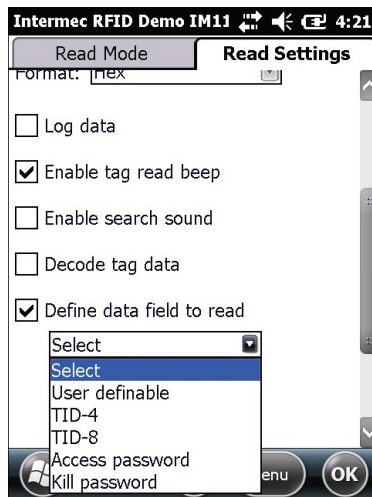 Intermec RFID Demo IM11 4:21
Read Mode Read Settings
Format: Hex
Log data
Enable tag read beep
Enable search sound
Decode tag data
Define data field to read
Select
Select
User definable
TID-4
TID-8
Access password
Kill password
enu OK